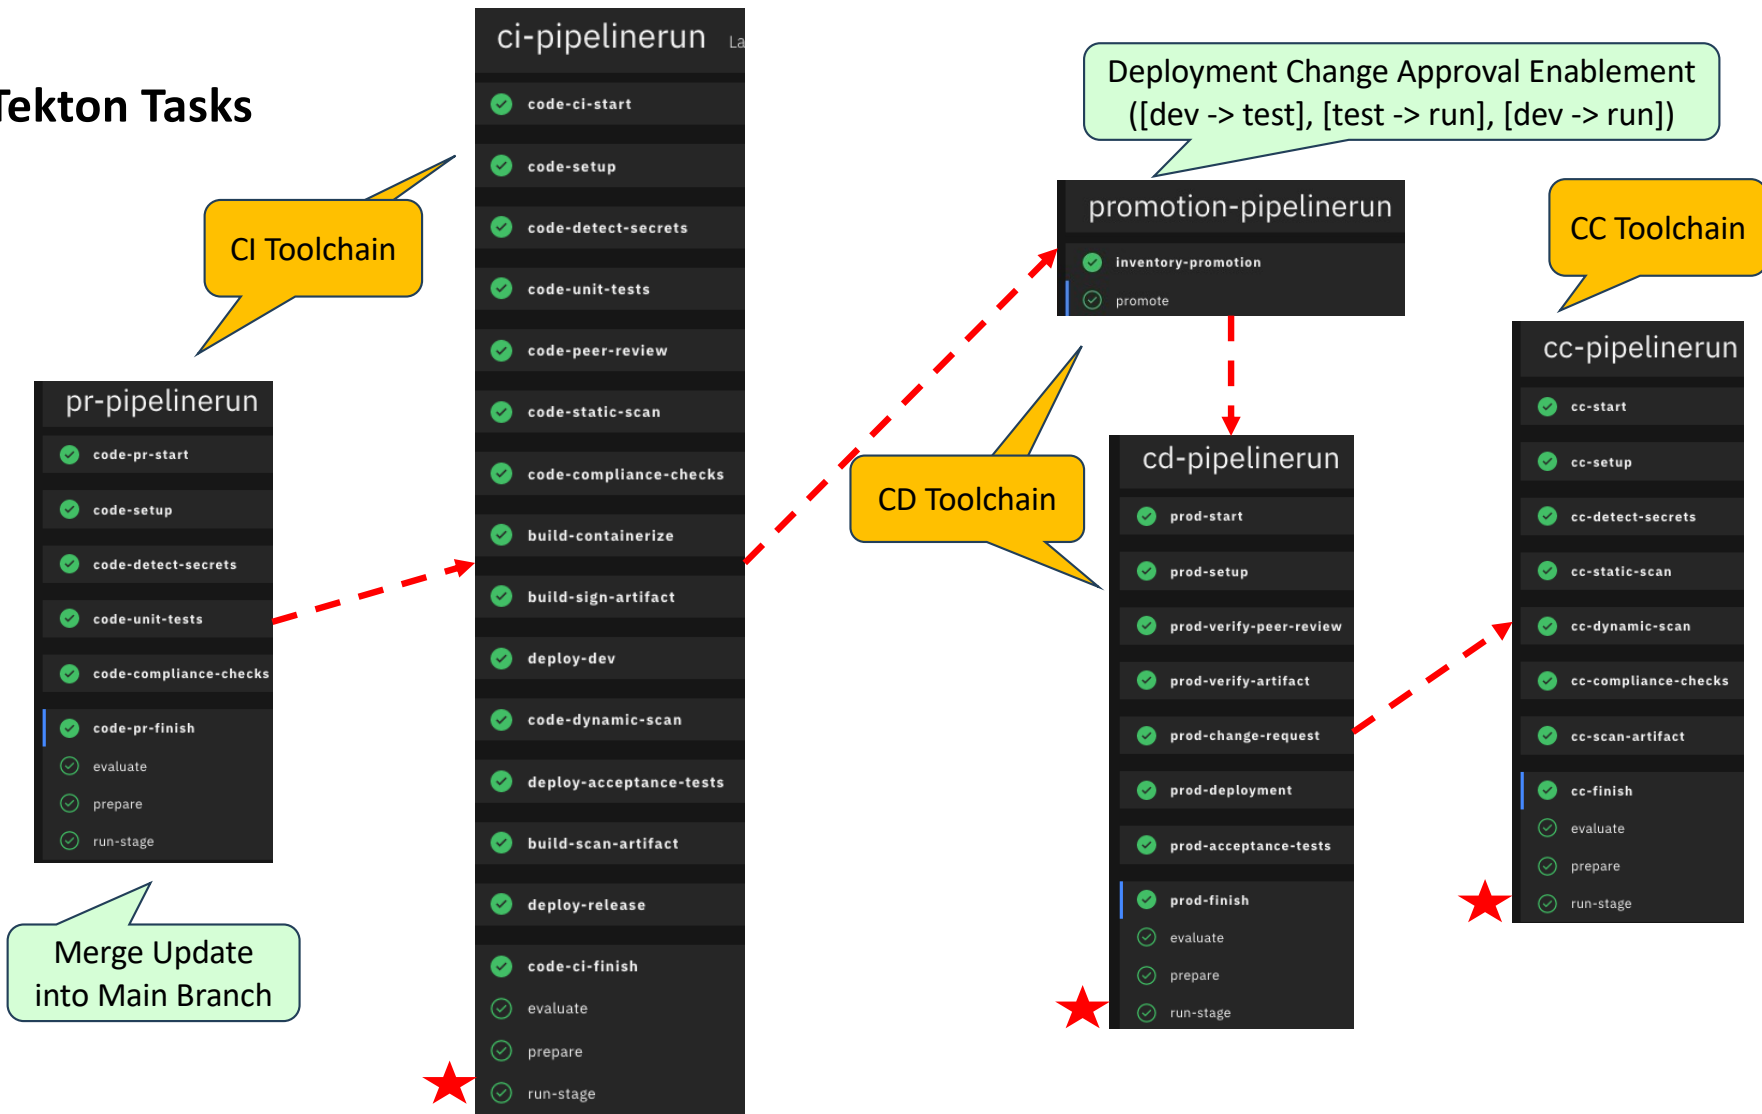 Tekton Tasks
CI Toolchain
pr-pipelinerun
code-pr-start
code-setup
code-detect-secrets
code-unit-tests
code-compliance-checks
code-pr-finish
evaluate
prepare
run-stage
Merge Update
into Main Branch
ci-pipelinerun La
code-ci-start
code-setup
code-detect-secrets
code-unit-tests
code-peer-review
code-static-scan
code-compliance-checks
build-containerize
build-sign-artifact
deploy-dev
code-dynamic-scan
deploy-acceptance-tests
build-scan-artifact
deploy-release
code-ci-finish
evaluate
prepare
run-stage
Deployment Change Approval Enablement
([dev -> test], [test -> run], [dev -> run])
promotion-pipelinerun
inventory-promotion
promote
CD Toolchain
cd-pipelinerun
prod-start
prod-setup
prod-verify-peer-review
prod-verify-artifact
prod-change-request
prod-deployment
prod-acceptance-tests
prod-finish
evaluate
prepare
run-stage
CC Toolchain
cc-pipelinerun
cc-start
cc-setup
cc-detect-secrets
cc-static-scan
cc-dynamic-scan
cc-compliance-checks
cc-scan-artifact
cc-finish
evaluate
prepare
run-stage